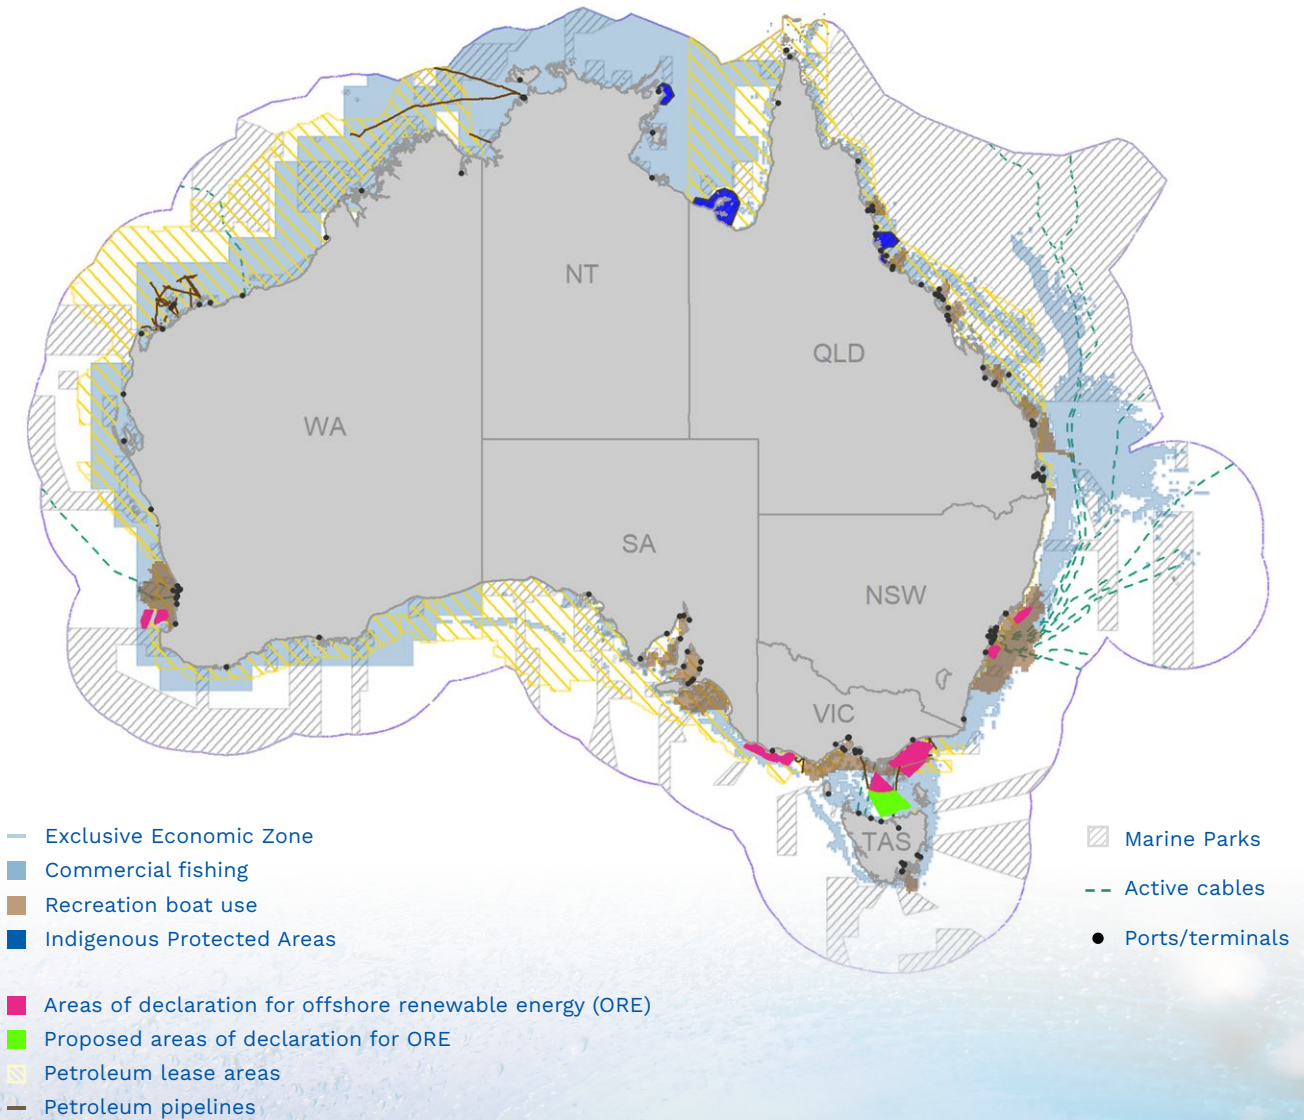 NT
QLD
WA
SA
NSW
VIC
TAS
Exclusive Economic Zone
Commercial fishing
Recreation boat use
Indigenous Protected Areas
Areas of declaration for offshore renewable energy (ORE)
Proposed areas of declaration for ORE
Petroleum lease areas
Petroleum pipelines
Marine Parks
Active cables
Ports/terminals